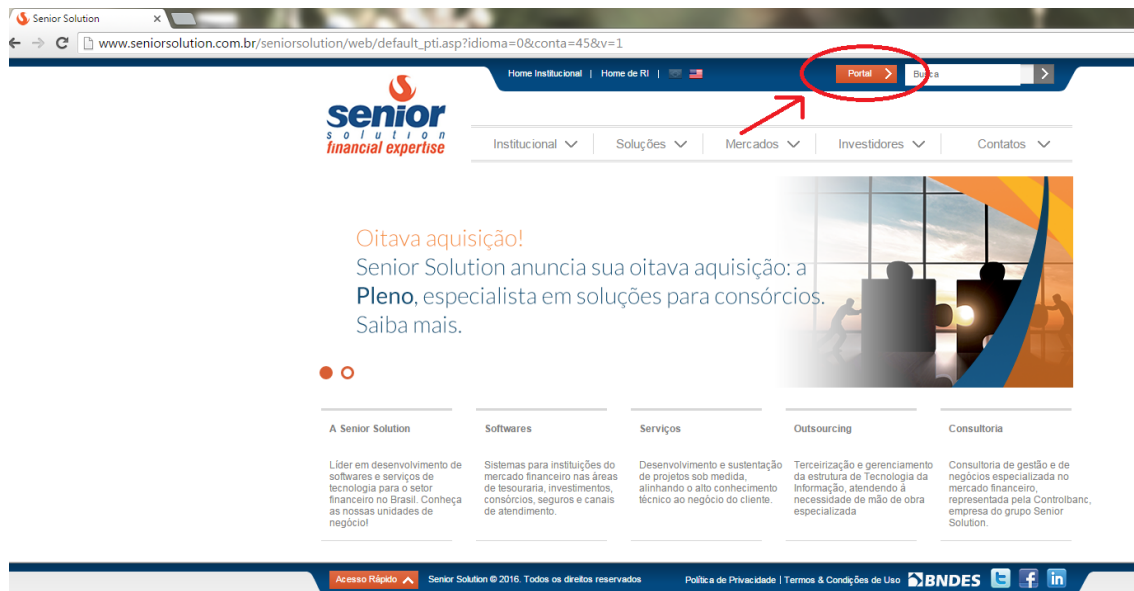 Senior Solution
www.seniorsolution.com.br/seniorsolution/web/default_pti.asp?idioma=0&conta=45&v=1
Home Institucional | Home de RI |
Portal
Busca
senior
solution
financial expertise
Institucional
Soluções
Mercados
Investidores
Contatos
Oitava aquisição!
Senior Solution anuncia sua oitava aquisição: a
Pleno, especialista em soluções para consórcios.
Saiba mais.
A Senior Solution
Líder em desenvolvimento de
softwares e serviços de
tecnologia para o setor
financeiro no Brasil. Conheça
as nossas unidades de
negócio!
Softwares
Sistemas para instituições do
mercado financeiro nas áreas
de tesouraria, investimentos,
consórcios, seguros e canais
de atendimento.
Serviços
Desenvolvimento e sustentação
de projetos sob medida,
alinhando o alto conhecimento
técnico ao negócio do cliente.
Outsourcing
Terceirização e gerenciamento
da estrutura de Tecnologia da
Informação, atendendo á
necessidade de mão de obra
especializada
Consultoria
Consultoria de gestão e de
negócios especializada no
mercado financeiro,
representada pela Controlbanc,
empresa do grupo Senior
Solution.
Acesso Rápido
Senior Solution © 2016. Todos os direitos reservados
Política de Privacidade | Termos & Condições de Uso
BNDES